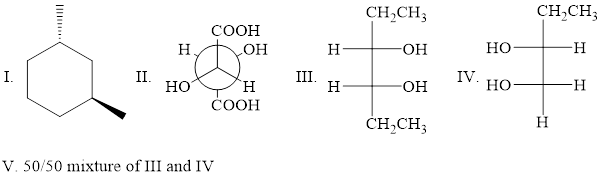 CH₂CH₃ CH₂CH₃
COOH
H OH H OH HO H
I. II. III. IV.
HO H H OH HO H
COOH
CH₂CH₃ H
V. 50/50 mixture of III and IV